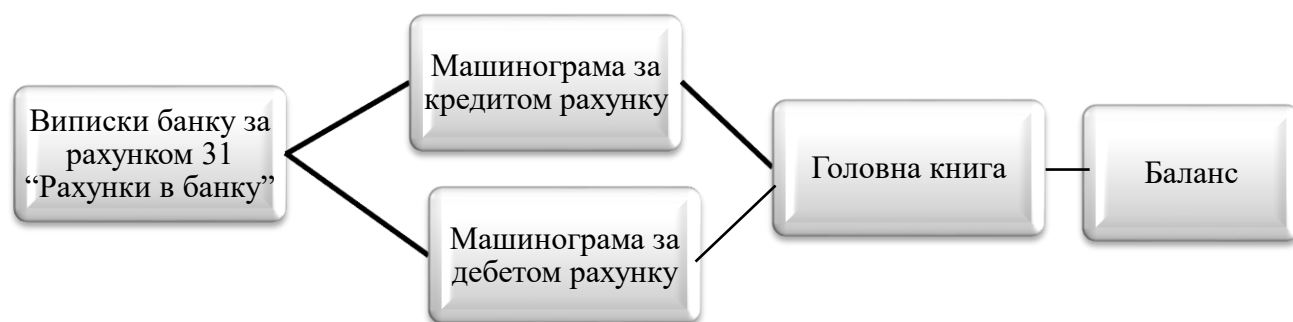 Виписки банку за
рахунком 31
“Рахунки в банку”
Машинограма за
кредитом рахунку
Машинограма за
дебетом рахунку
Головна книга
Баланс